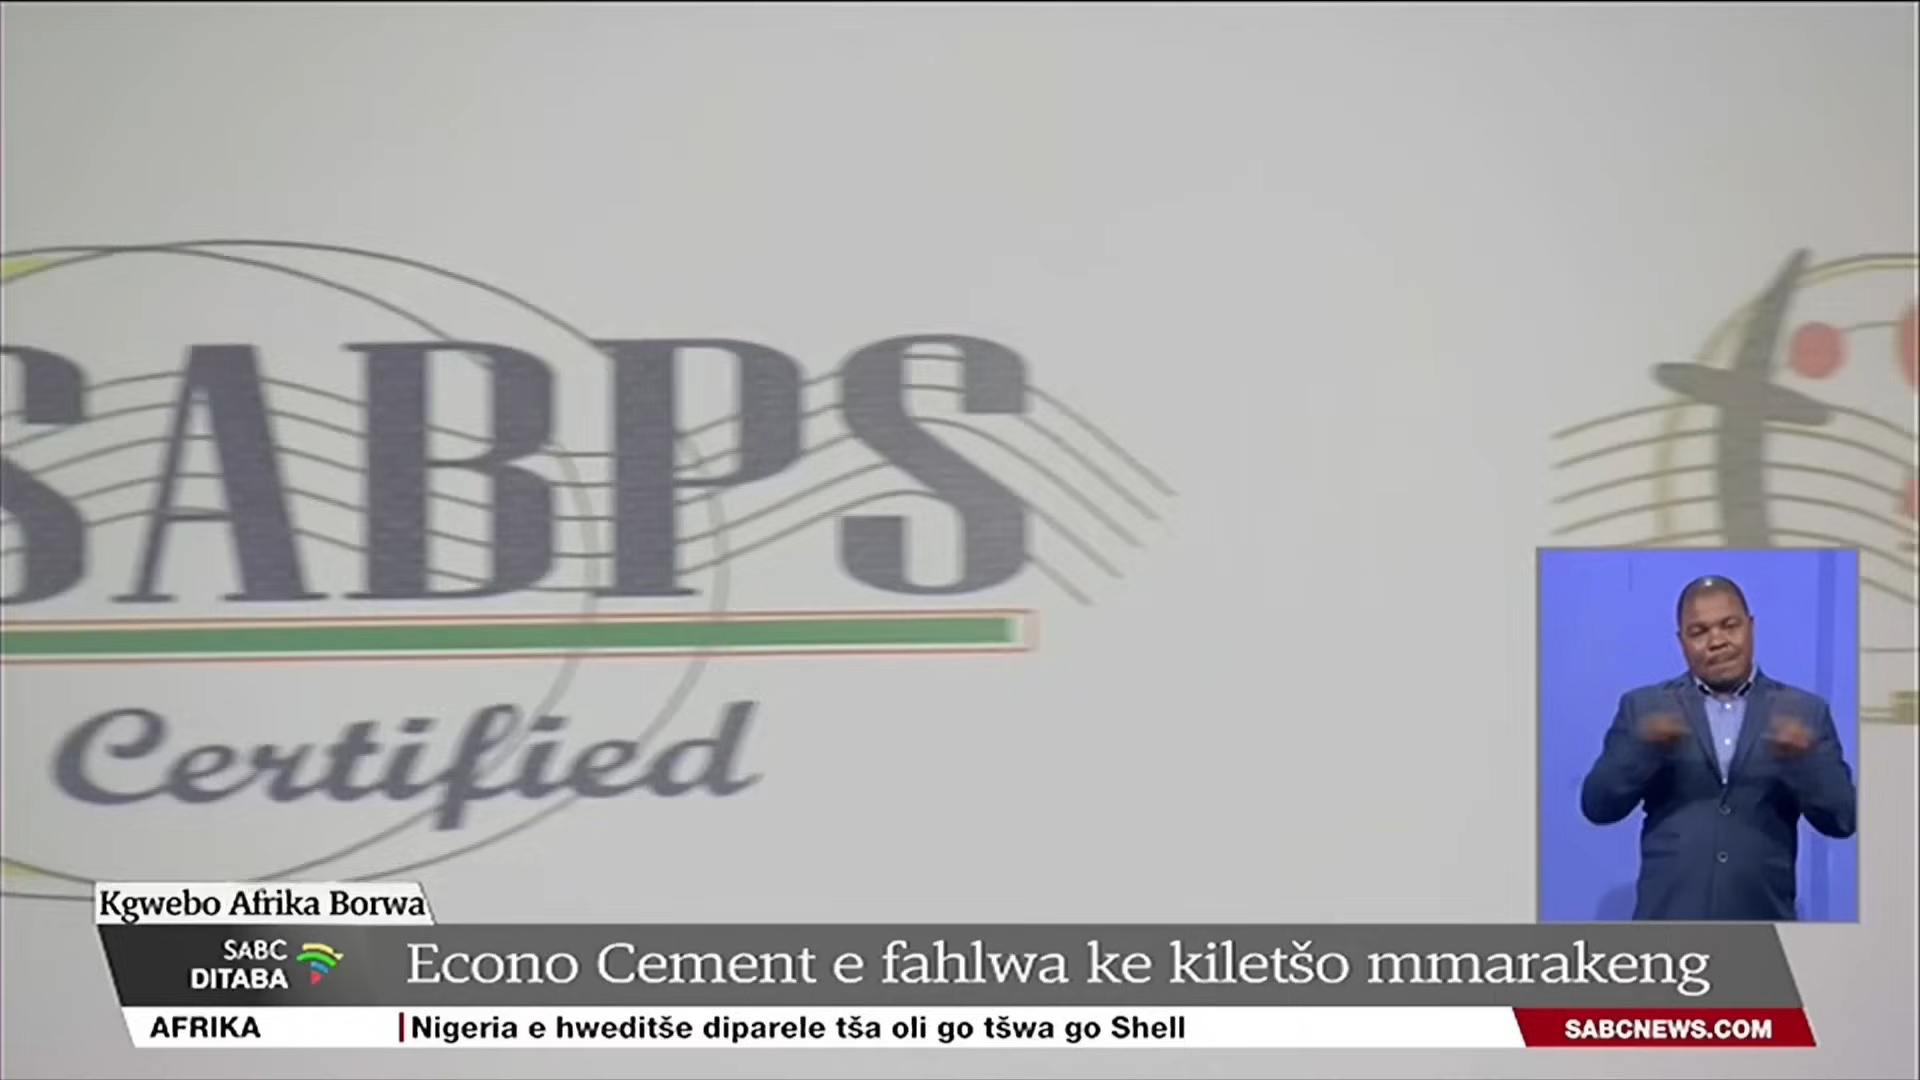 SABPS
Certified
Kgwebo Afrika Borwa
SABC
DITABA
Econo Cement e fahlwa ke kiletšo mmarakeng
AFRIKA
Nigeria e hweditše diparele tša oli go tšwa go Shell
SABCNEWS.COM